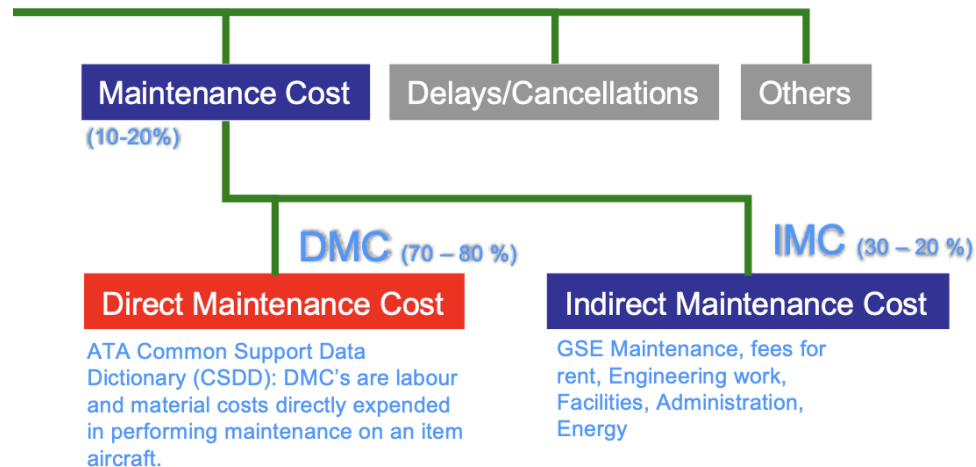 Maintenance Cost
Delays/Cancellations
Others
(10-20%)
DMC (70 – 80 %)
IMC (30 – 20 %)
Direct Maintenance Cost
Indirect Maintenance Cost
ATA Common Support Data
Dictionary (CSDD): DMC's are labour
and material costs directly expended
in performing maintenance on an item
aircraft.
GSE Maintenance, fees for
rent, Engineering work,
Facilities, Administration,
Energy